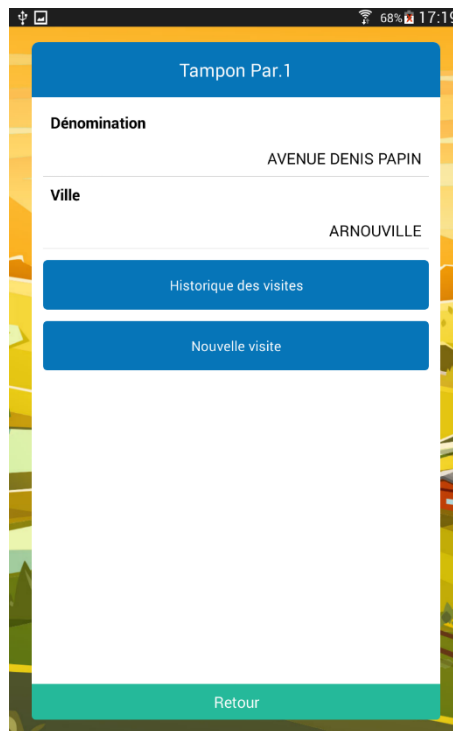 68% 17:19
Tampon Par.1
Dénomination
AVENUE DENIS PAPIN
Ville
ARNOUVILLE
Historique des visites
Nouvelle visite
Retour